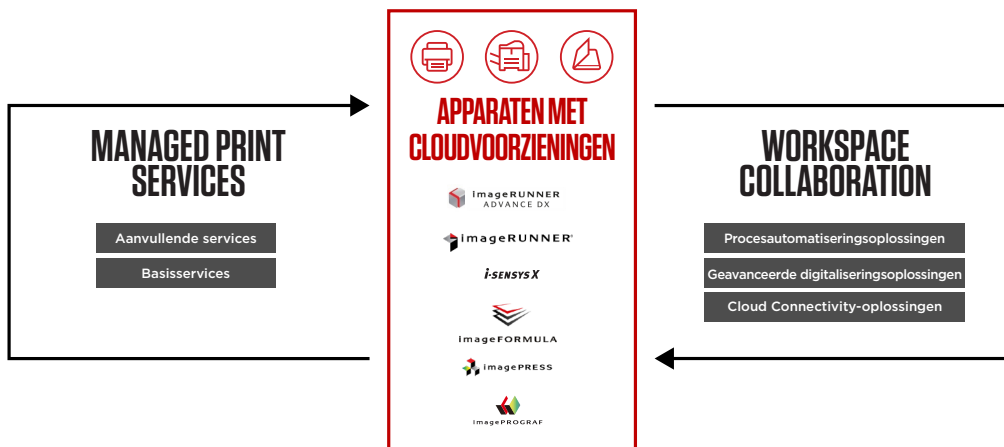 MANAGED PRINT
SERVICES
Aanvullende services
Basisservices
APPARATEN MET
CLOUDVOORZIENINGEN
imageRUNNER
ADVANCE DX
imageRUNNER®
i-SENSYS X
imageFORMULA
imagePRESS
imagePROGRAF
WORKSPACE
COLLABORATION
Procesautomatiseringsoplossingen
Geavanceerde digitaliseringsoplossingen
Cloud Connectivity-oplossingen